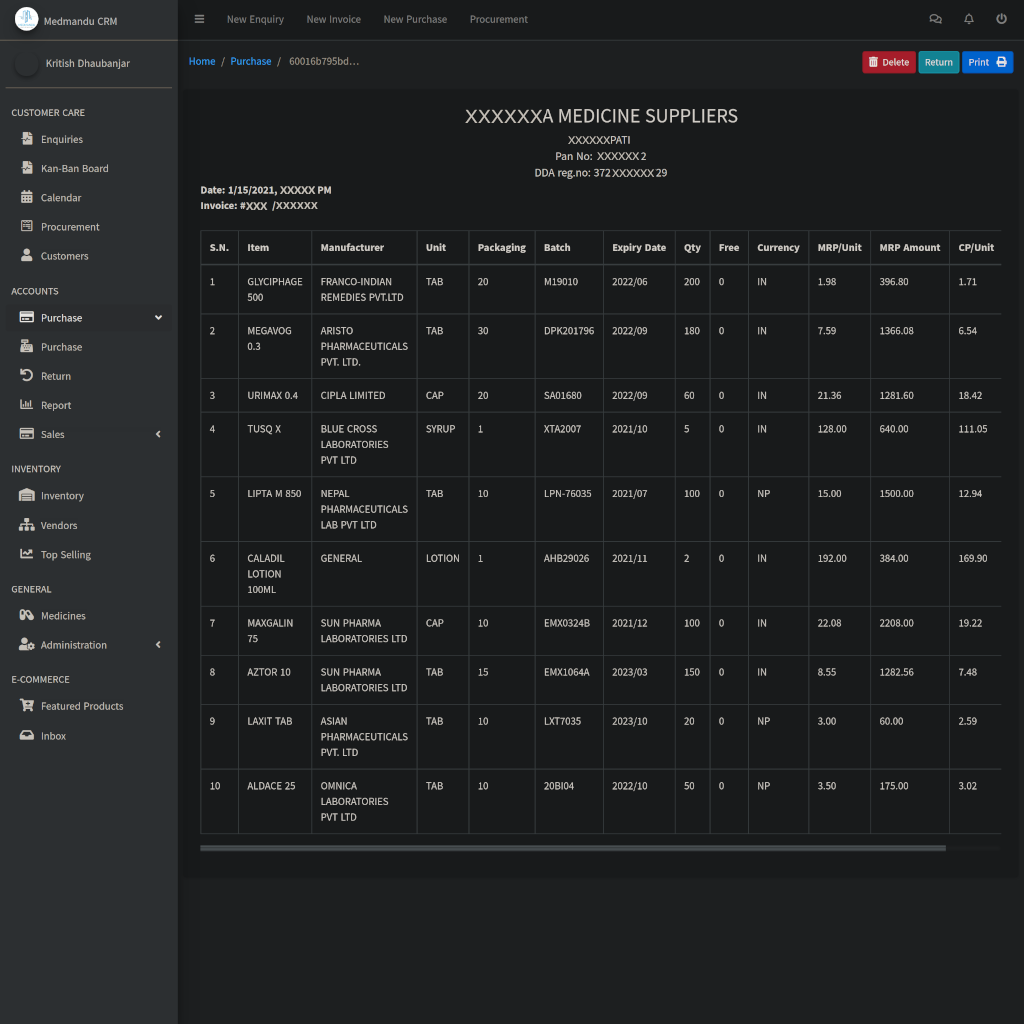 Medmandu CRM
Kritish Dhaubanjar
CUSTOMER CARE
Enquiries
Kan-Ban Board
Calendar
Procurement
Customers
ACCOUNTS
Purchase
Purchase
Return
Report
Sales
INVENTORY
Inventory
Vendors
Top Selling
GENERAL
Medicines
Administration
E-COMMERCE
Featured Products
Inbox
New Enquiry New Invoice New Purchase Procurement
Home / Purchase / 60016b795bd...
Delete Return Print
XXXXXXA MEDICINE SUPPLIERS
XXXXXXPATI
Pan No: XXXXXX 2
DDA reg.no: 372XXXXXX 29
Date: 1/15/2021, XXXXX PM
Invoice: #XXX /XXXXXX
S.N. Item Manufacturer Unit Packaging Batch Expiry Date Qty Free Currency MRP/Unit MRP Amount CP/Unit
1 GLYCIPHAGE FRANCO-INDIAN TAB 20 M19010 2022/06 200 0 IN 1.98 396.80 1.71
500 REMEDIES PVT.LTD
2 MEGAVOG ARISTO TAB 30 DPK201796 2022/09 180 0 IN 7.59 1366.08 6.54
0.3 PHARMACEUTICALS
PVT. LTD.
3 URIMAX 0.4 CIPLA LIMITED CAP 20 SA01680 2022/09 60 0 IN 21.36 1281.60 18.42
4 TUSQ X BLUE CROSS SYRUP 1 XTA2007 2021/10 5 0 IN 128.00 640.00 111.05
LABORATORIES
PVT LTD
5 LIPTA M 850 NEPAL TAB 10 LPN-76035 2021/07 100 0 NP 15.00 1500.00 12.94
PHARMACEUTICALS
LAB PVT LTD
6 CALADIL GENERAL LOTION 1 AHB29026 2021/11 2 0 IN 192.00 384.00 169.90
LOTION
100ML
7 MAXGALIN SUN PHARMA CAP 10 EMX0324B 2021/12 100 0 IN 22.08 2208.00 19.22
75 LABORATORIES LTD
8 AZTOR 10 SUN PHARMA TAB 15 EMX1064A 2023/03 150 0 IN 8.55 1282.56 7.48
LABORATORIES LTD
9 LAXIT TAB ASIAN TAB 10 LXT7035 2023/10 20 0 NP 3.00 60.00 2.59
PHARMACEUTICALS
PVT. LTD
10 ALDACE 25 OMNICA TAB 10 20BI04 2022/10 50 0 NP 3.50 175.00 3.02
LABORATORIES
PVT LTD